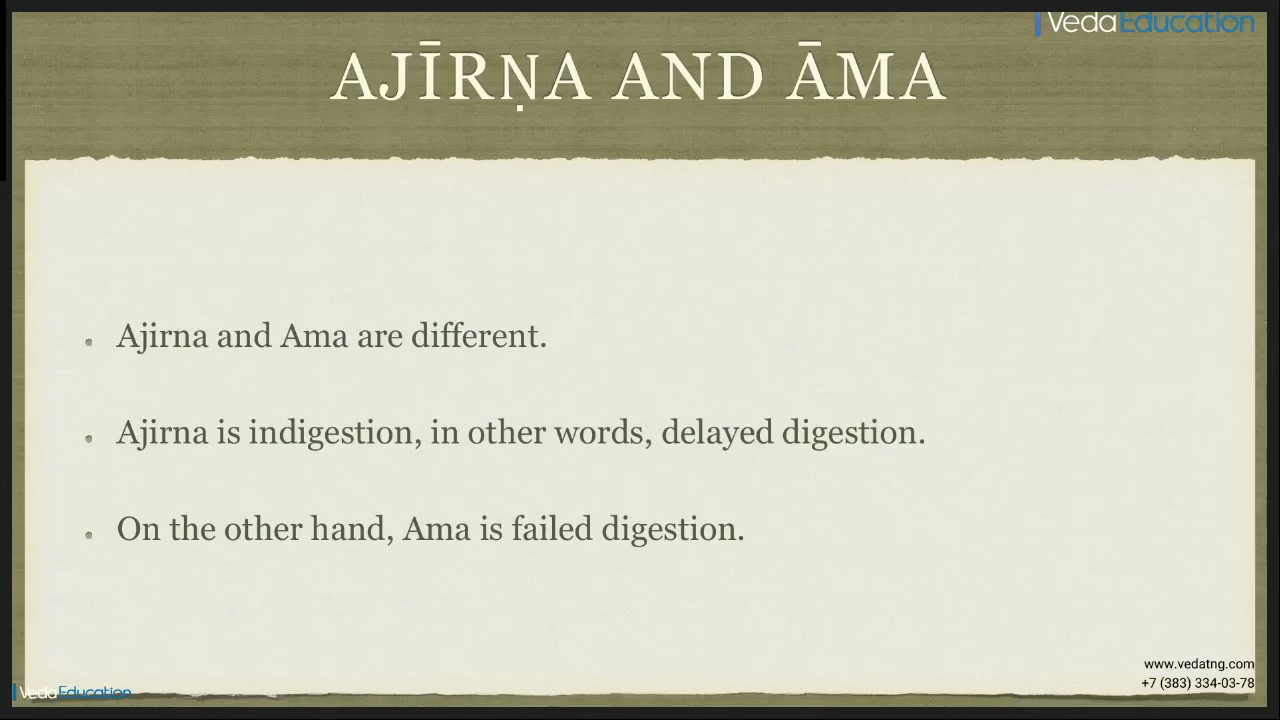 VedaEducation
AJĪRṆA AND ĀMA
Ajirna and Ama are different.
Ajirna is indigestion, in other words, delayed digestion.
On the other hand, Ama is failed digestion.
www.vedatng.com
+7 (383) 334-03-78
VedaEducation